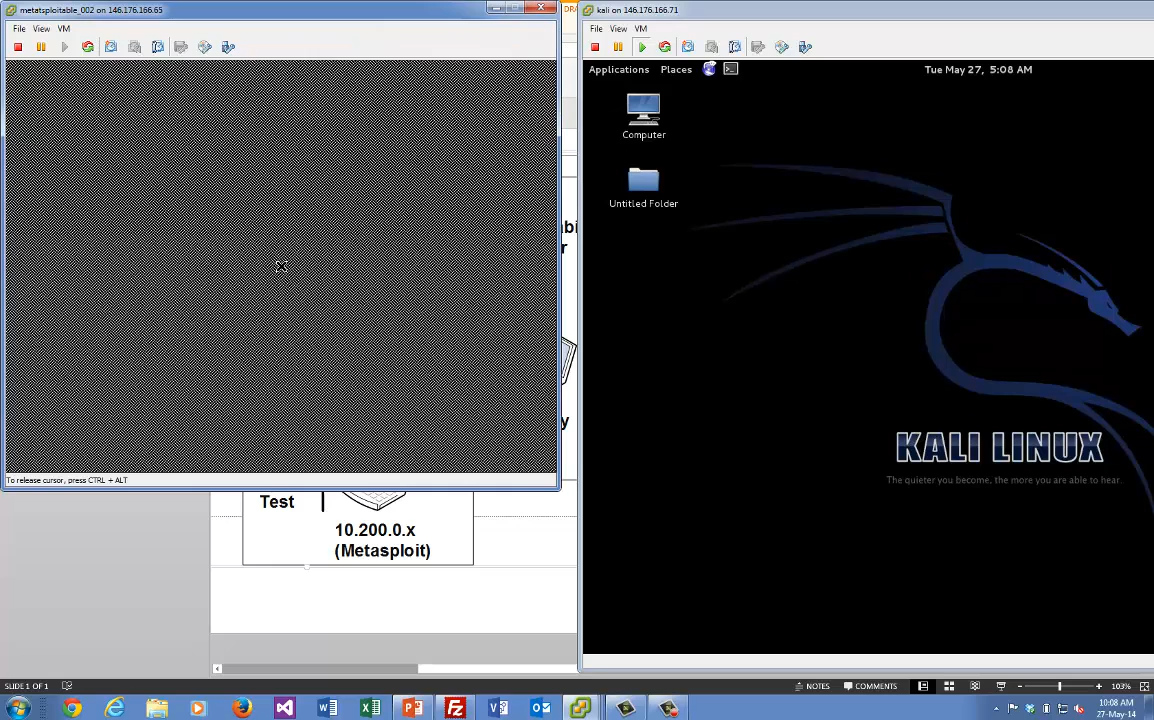 metatsploitable_002 on 146.176.166.65
File View VM
To release cursor, press CTRL + ALT
DRA
abi
r
y
Test
10.200.0.x
(Metasploit)
kali on 146.176.166.71
File View VM
Applications Places Tue May 27, 5:08 AM
Computer
Untitled Folder
KALI LINUX
The quieter you become, the more you are able to hear.
SLIDE 1 OF 1 NOTES COMMENTS 103%
10:08 AM
27-May-14